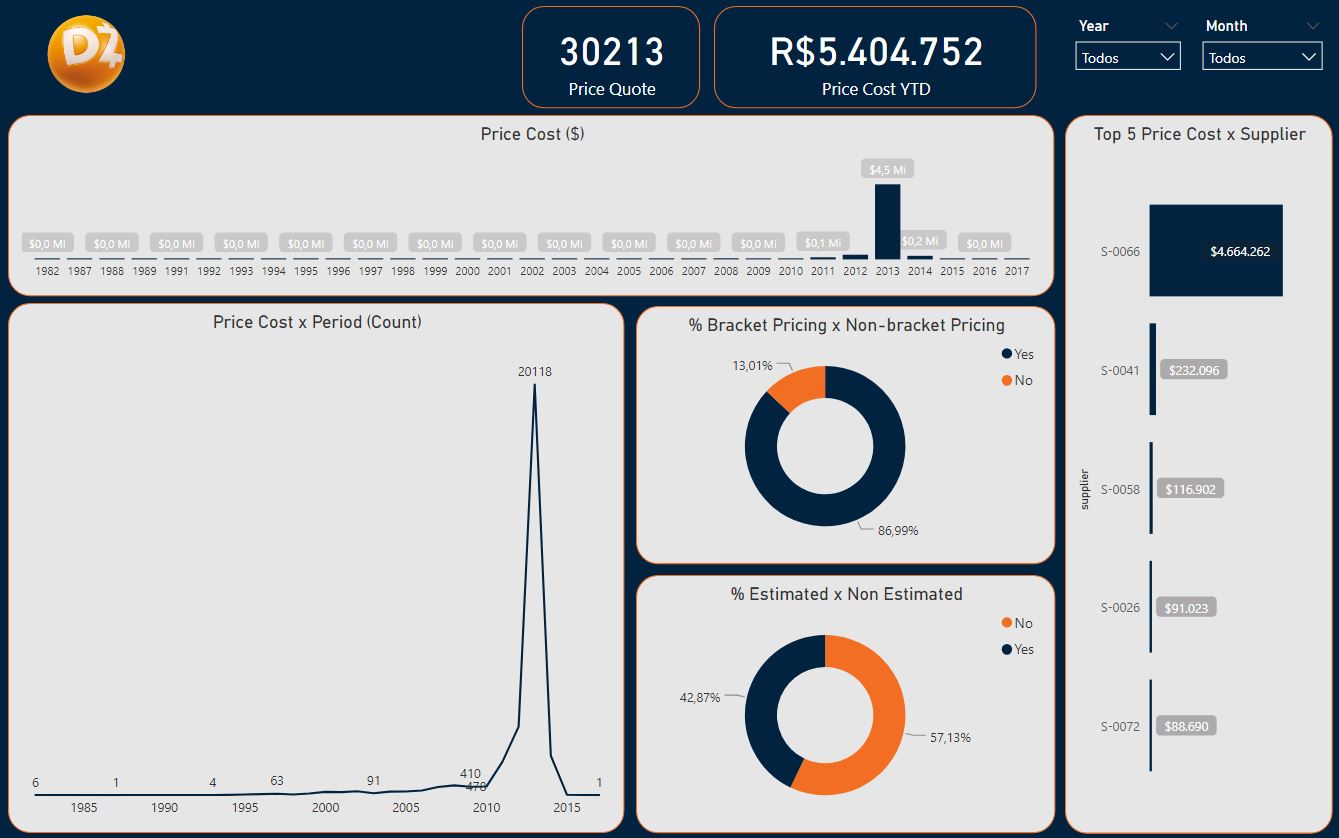 DZ4
30213
Price Quote
R$5.404.752
Price Cost YTD
Year
Todos
Month
Todos
Price Cost ($)
$4,5 Mi
$0,0 Mi $0,0 Mi $0,0 Mi $0,0 Mi $0,0 Mi $0,0 Mi $0,0 Mi $0,0 Mi $0,0 Mi $0,0 Mi $0,0 Mi $0,0 Mi $0,1 Mi $0,2 Mi $0,0 Mi
1982 1987 1988 1989 1991 1992 1993 1994 1995 1996 1997 1998 1999 2000 2001 2002 2003 2004 2005 2006 2007 2008 2009 2010 2011 2012 2013 2014 2015 2016 2017
Price Cost x Period (Count)
20118
6 1 4 63 91 410
478
1
1985 1990 1995 2000 2005 2010 2015
% Bracket Pricing x Non-bracket Pricing
Yes
No
13,01%
86,99%
% Estimated x Non Estimated
No
Yes
42,87%
57,13%
Top 5 Price Cost x Supplier
supplier
S-0066 $4.664.262
S-0041 $232.096
S-0058 $116.902
S-0026 $91.023
S-0072 $88.690